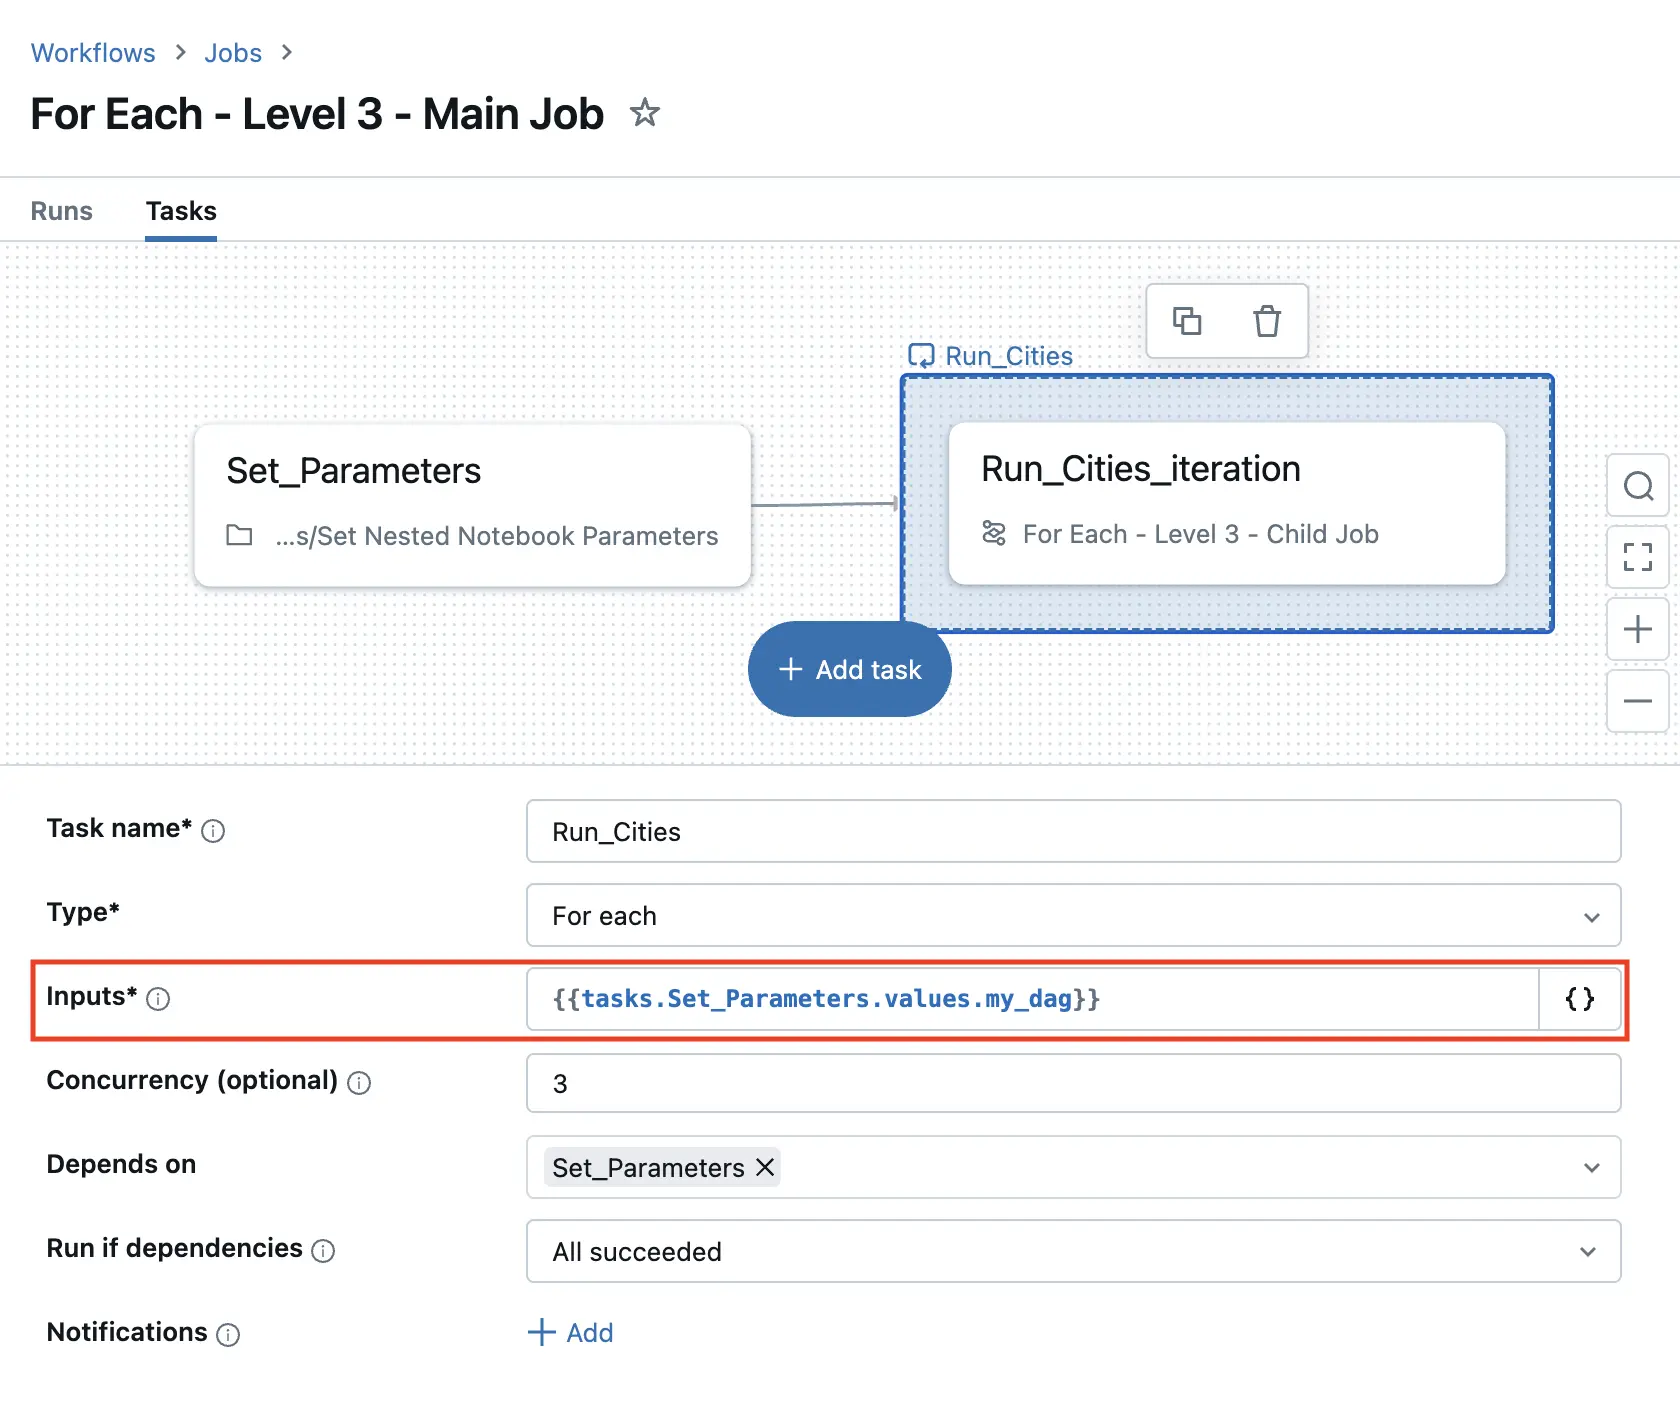 Workflows > Jobs >
For Each - Level 3 - Main Job
Runs Tasks
Run_Cities
Set_Parameters
...s/Set Nested Notebook Parameters
Run_Cities_iteration
For Each - Level 3 - Child Job
+ Add task
Task name* Run_Cities
Type* For each
Inputs* {{tasks.Set_Parameters.values.my_dag}} {}
Concurrency (optional) 3
Depends on Set_Parameters
Run if dependencies All succeeded
Notifications + Add